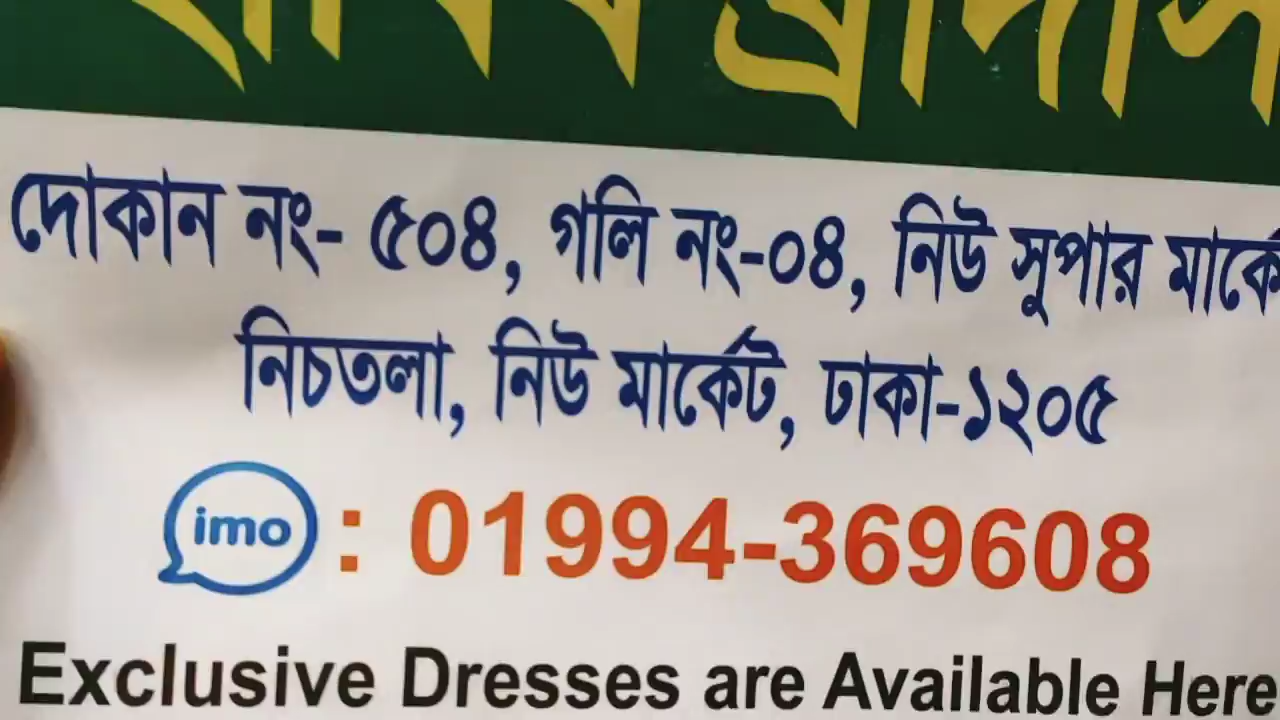 দোকান নং- ৫০৪, গলি নং-০৪, নিউ সুপার
নিচতলা, নিউ মার্কেট, ঢাকা-১২০৫
imo : 01994-369608
Exclusive Dresses are Available Here